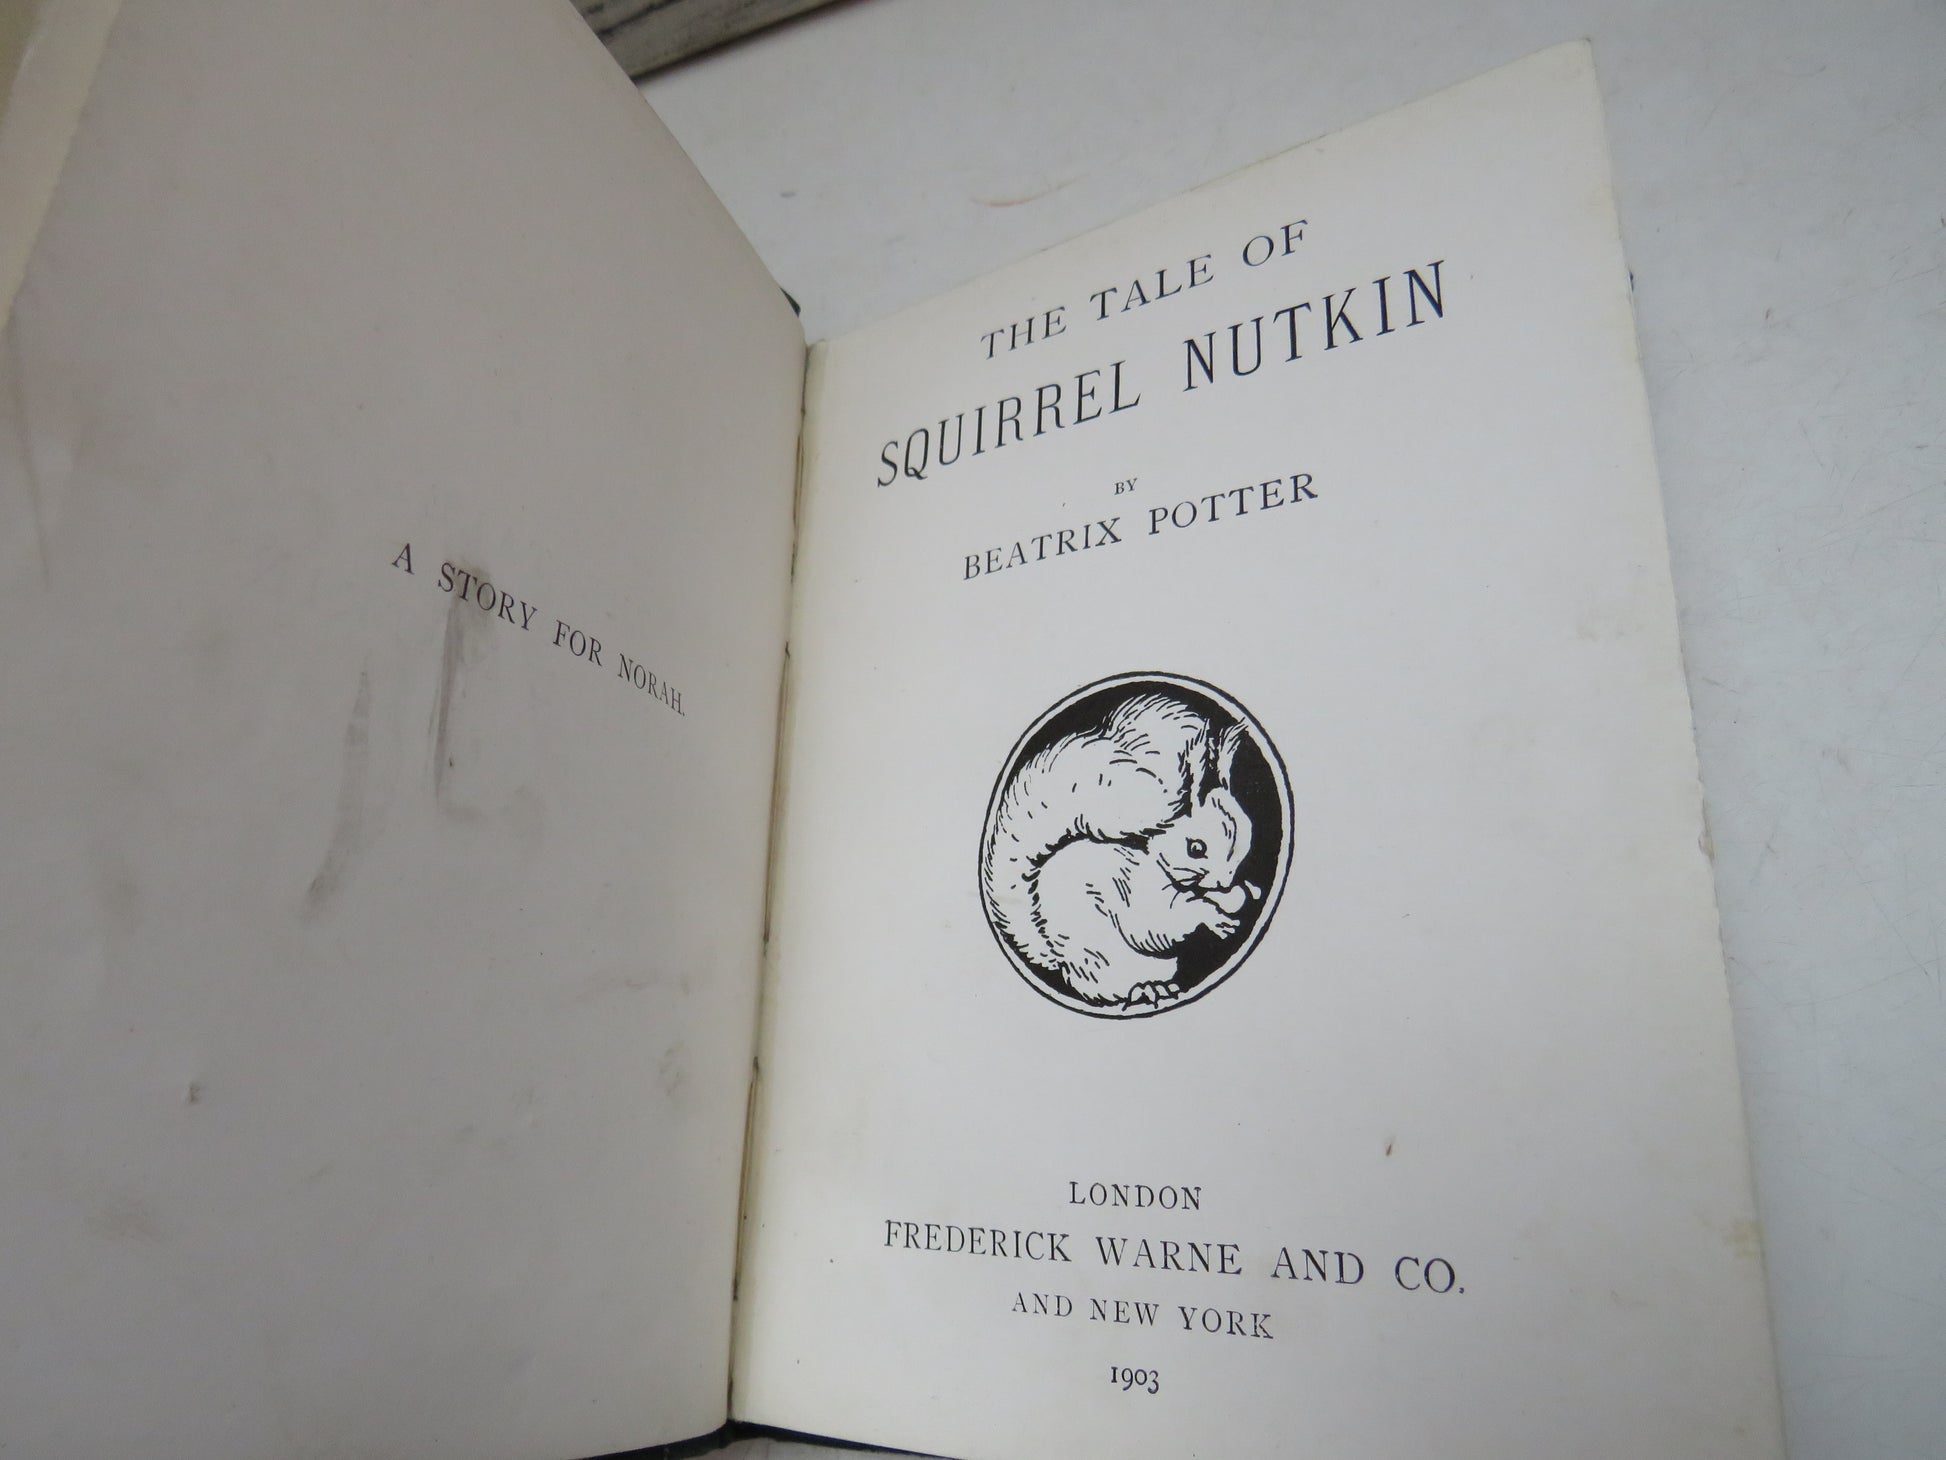 A STORY FOR NORAH.
THE TALE OF
SQUIRREL NUTKIN
BY
BEATRIX POTTER
LONDON
FREDERICK WARNE AND CO.
AND NEW YORK
1903